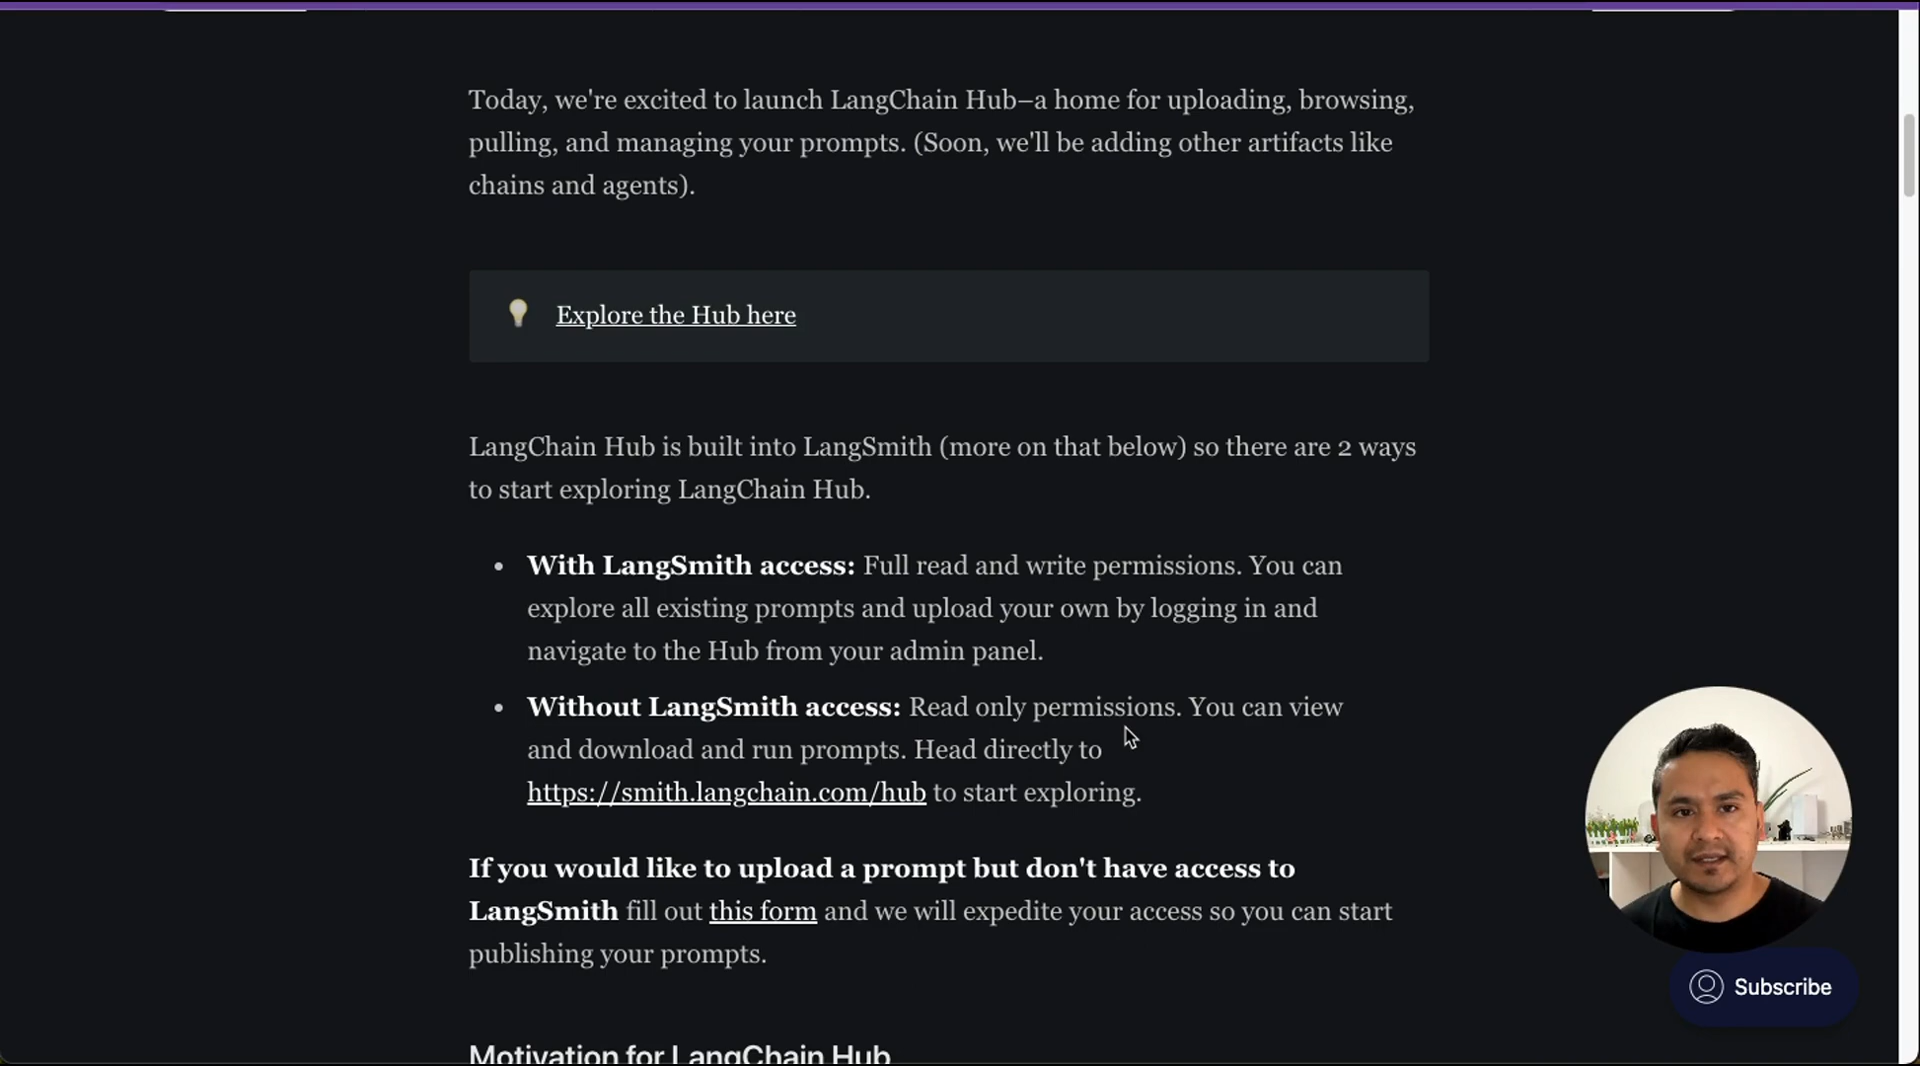 Today, we're excited to launch LangChain Hub–a home for uploading, browsing,
pulling, and managing your prompts. (Soon, we'll be adding other artifacts like
chains and agents).
Explore the Hub here
LangChain Hub is built into LangSmith (more on that below) so there are 2 ways
to start exploring LangChain Hub.
• With LangSmith access: Full read and write permissions. You can
explore all existing prompts and upload your own by logging in and
navigate to the Hub from your admin panel.
• Without LangSmith access: Read only permissions. You can view
and download and run prompts. Head directly to
https://smith.langchain.com/hub to start exploring.
If you would like to upload a prompt but don't have access to
LangSmith fill out this form and we will expedite your access so you can start
publishing your prompts.
Subscribe
Motivation for LangChain Hub